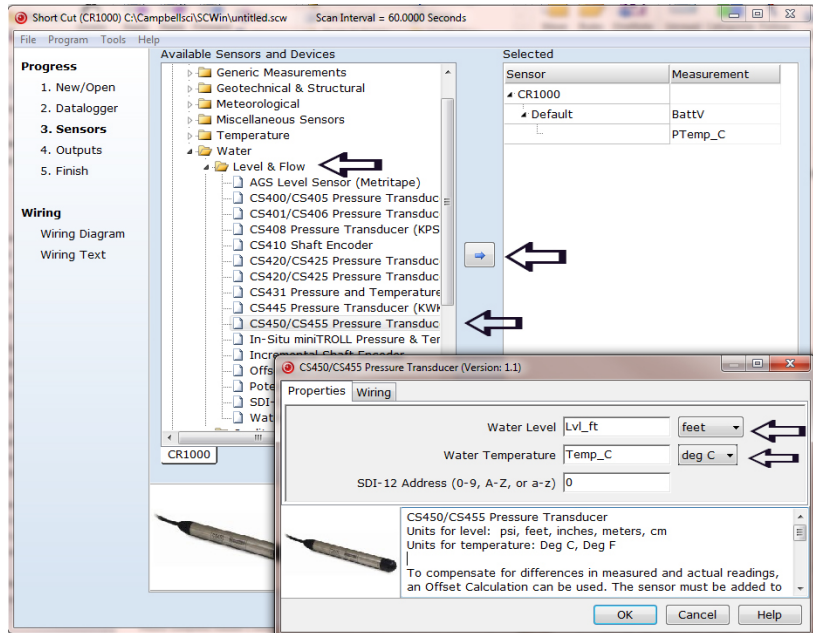 Short Cut (CR1000) C:\Campbellsci\SCWin\untitled.scw Scan Interval = 60.0000 Seconds
File Program Tools Help
Progress
1. New/Open
2. Datalogger
3. Sensors
4. Outputs
5. Finish
Wiring
Wiring Diagram
Wiring Text
Available Sensors and Devices
Generic Measurements
Geotechnical & Structural
Meteorological
Miscellaneous Sensors
Temperature
Water
Level & Flow
AGS Level Sensor (Metritape)
CS400/CS405 Pressure Transduc
CS401/CS406 Pressure Transduc
CS408 Pressure Transducer (KPS
CS410 Shaft Encoder
CS420/CS425 Pressure Transduc
CS420/CS425 Pressure Transduc
CS431 Pressure and Temperature
CS445 Pressure Transducer (KWK
CS450/CS455 Pressure Transduc
In-Situ miniTROLL Pressure & Ter
Incremental Shaft Encoder
Offs
Pote
SDI-
Wat
CR1000
Selected
Sensor Measurement
CR1000
Default BattV
PTemp_C
CS450/CS455 Pressure Transducer (Version: 1.1)
Properties Wiring
Water Level Lvl_ft feet
Water Temperature Temp_C deg C
SDI-12 Address (0-9, A-Z, or a-z) 0
CS450/CS455 Pressure Transducer
Units for level: psi, feet, inches, meters, cm
Units for temperature: Deg C, Deg F
To compensate for differences in measured and actual readings,
an Offset Calculation can be used. The sensor must be added to
OK Cancel Help